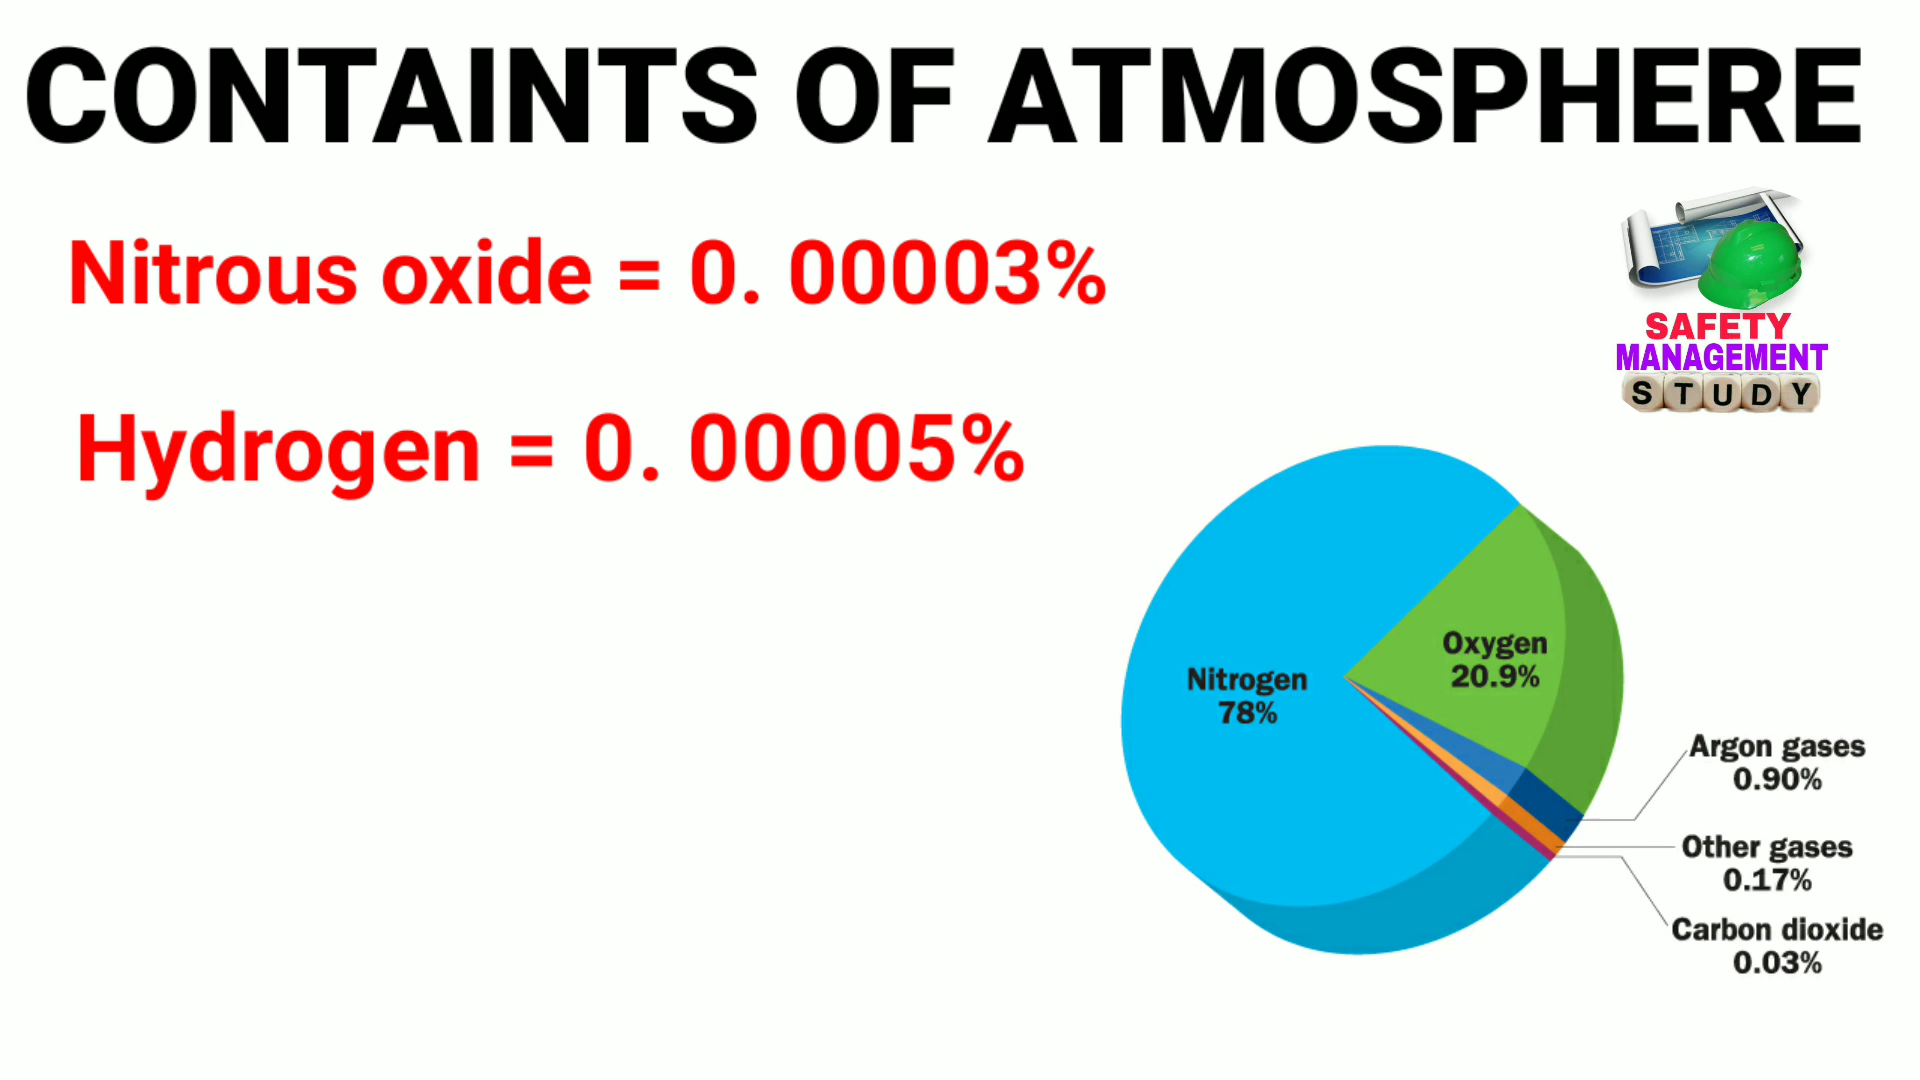 CONTAINTS OF ATMOSPHERE
Nitrous oxide = 0. 00003%
Hydrogen = 0. 00005%
SAFETY
MANAGEMENT
STUDY
Nitrogen
78%
Oxygen
20.9%
Argon gases
0.90%
Other gases
0.17%
Carbon dioxide
0.03%